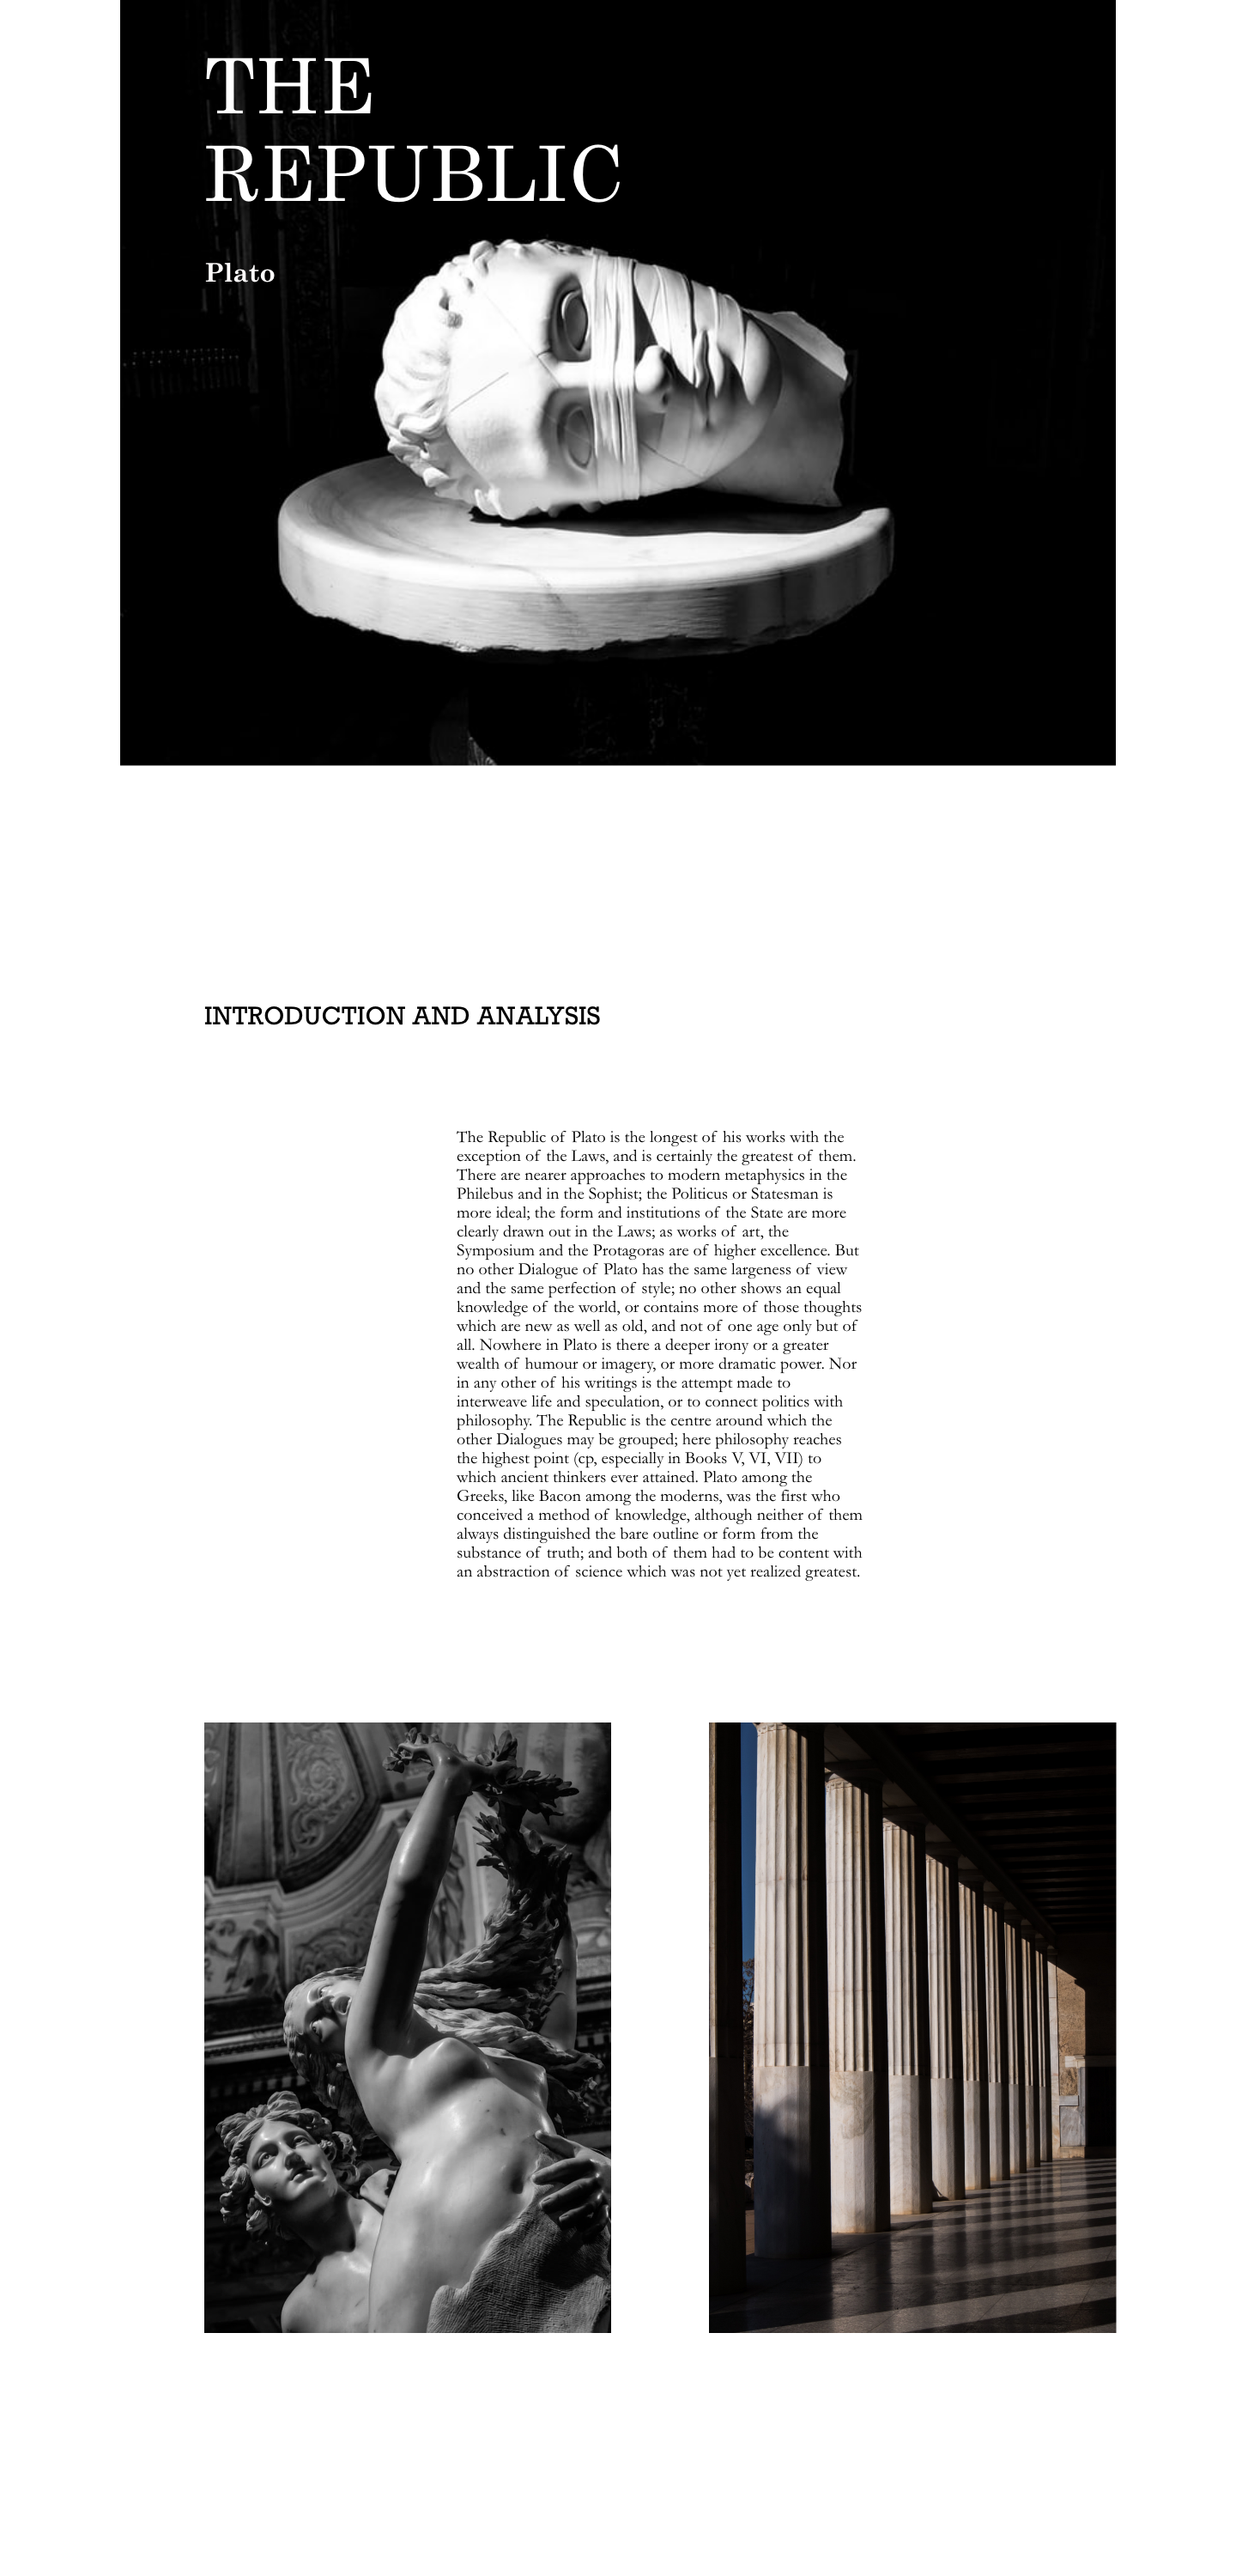 THE
REPUBLIC
Plato
INTRODUCTION AND ANALYSIS
The Republic of Plato is the longest of his works with the
exception of the Laws, and is certainly the greatest of them.
There are nearer approaches to modern metaphysics in the
Philebus and in the Sophist; the Politicus or Statesman is
more ideal; the form and institutions of the State are more
clearly drawn out in the Laws; as works of art, the
Symposium and the Protagoras are of higher excellence. But
no other Dialogue of Plato has the same largeness of view
and the same perfection of style; no other shows an equal
knowledge of the world, or contains more of those thoughts
which are new as well as old, and not of one age only but of
all. Nowhere in Plato is there a deeper irony or a greater
wealth of humour or imagery, or more dramatic power. Nor
in any other of his writings is the attempt made to
interweave life and speculation, or to connect politics with
philosophy. The Republic is the centre around which the
other Dialogues may be grouped; here philosophy reaches
the highest point (cp, especially in Books V, VI, VII) to
which ancient thinkers ever attained. Plato among the
Greeks, like Bacon among the moderns, was the first who
conceived a method of knowledge, although neither of them
always distinguished the bare outline or form from the
substance of truth; and both of them had to be content with
an abstraction of science which was not yet realized greatest.